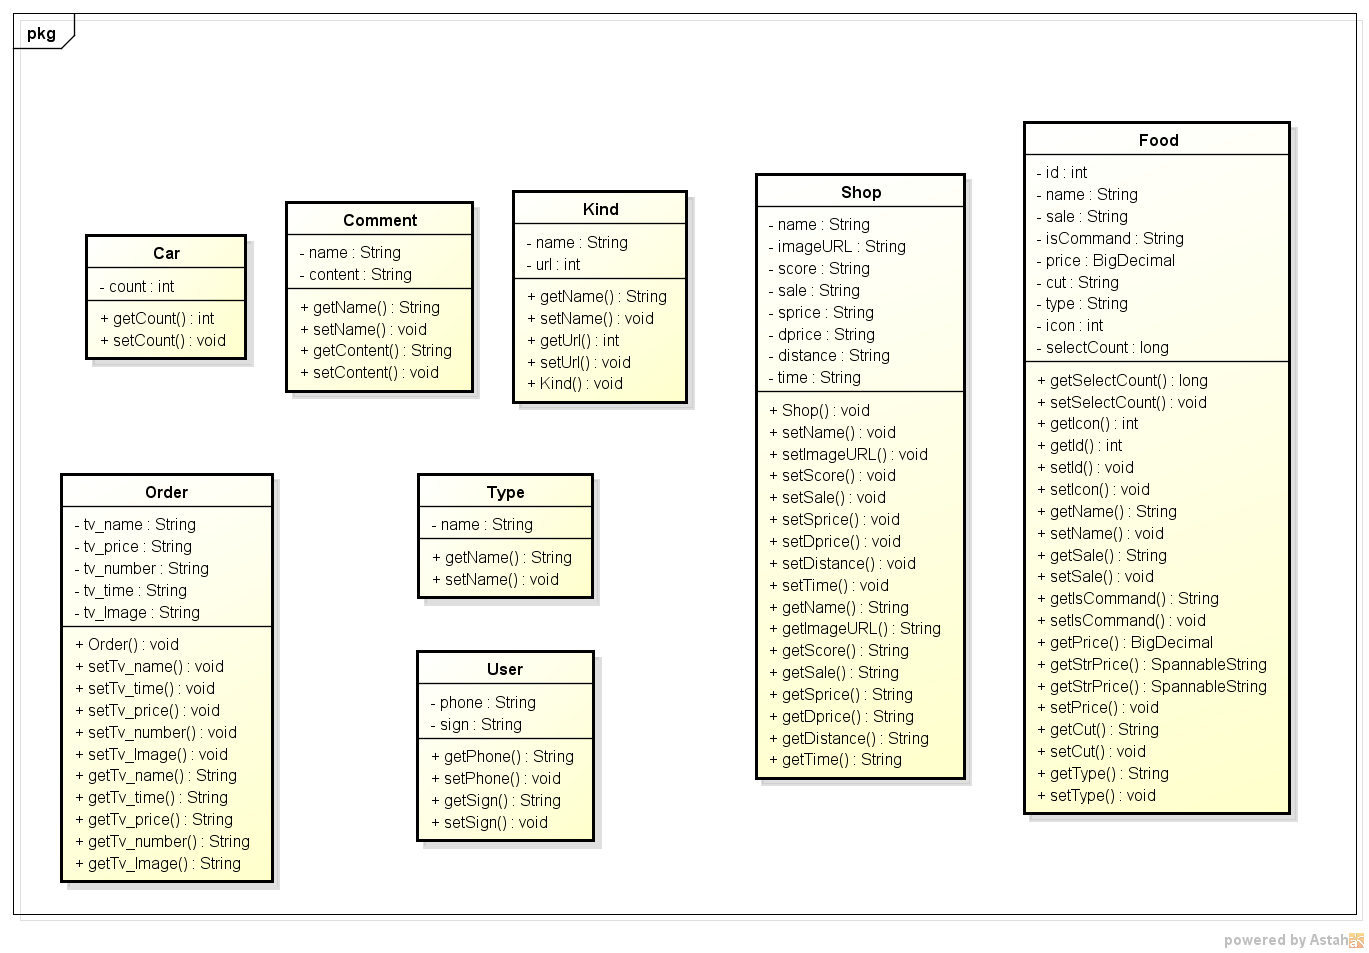 pkg
Car
- count : int
+ getCount() : int
+ setCount() : void
Comment
- name : String
- content : String
+ getName() : String
+ setName() : void
+ getContent() : String
+ setContent() : void
Kind
- name : String
- url : int
+ getName() : String
+ setName() : void
+ getUrl() : int
+ setUrl() : void
+ Kind() : void
Shop
- name : String
- imageURL : String
- score : String
- sale : String
- sprice : String
- dprice : String
- distance : String
- time : String
+ Shop() : void
+ setName() : void
+ setImageURL() : void
+ setScore() : void
+ setSale() : void
+ setSprice() : void
+ setDprice() : void
+ setDistance() : void
+ setTime() : void
+ getName() : String
+ getImageURL() : String
+ getScore() : String
+ getSale() : String
+ getSprice() : String
+ getDprice() : String
+ getDistance() : String
+ getTime() : String
Food
- id : int
- name : String
- sale : String
- isCommand : String
- price : BigDecimal
- cut : String
- type : String
- icon : int
- selectCount : long
+ getSelectCount() : long
+ setSelectCount() : void
+ getIcon() : int
+ getId() : int
+ setId() : void
+ setIcon() : void
+ getName() : String
+ setName() : void
+ getSale() : String
+ setSale() : void
+ getIsCommand() : String
+ setIsCommand() : void
+ getPrice() : BigDecimal
+ getStrPrice() : SpannableString
+ getStrPrice() : SpannableString
+ setPrice() : void
+ getCut() : String
+ setCut() : void
+ getType() : String
+ setType() : void
Order
- tv_name : String
- tv_price : String
- tv_number : String
- tv_time : String
- tv_Image : String
+ Order() : void
+ setTv_name() : void
+ setTv_time() : void
+ setTv_price() : void
+ setTv_number() : void
+ setTv_Image() : void
+ getTv_name() : String
+ getTv_time() : String
+ getTv_price() : String
+ getTv_number() : String
+ getTv_Image() : String
Type
- name : String
+ getName() : String
+ setName() : void
User
- phone : String
- sign : String
+ getPhone() : String
+ setPhone() : void
+ getSign() : String
+ setSign() : void
powered by Astah